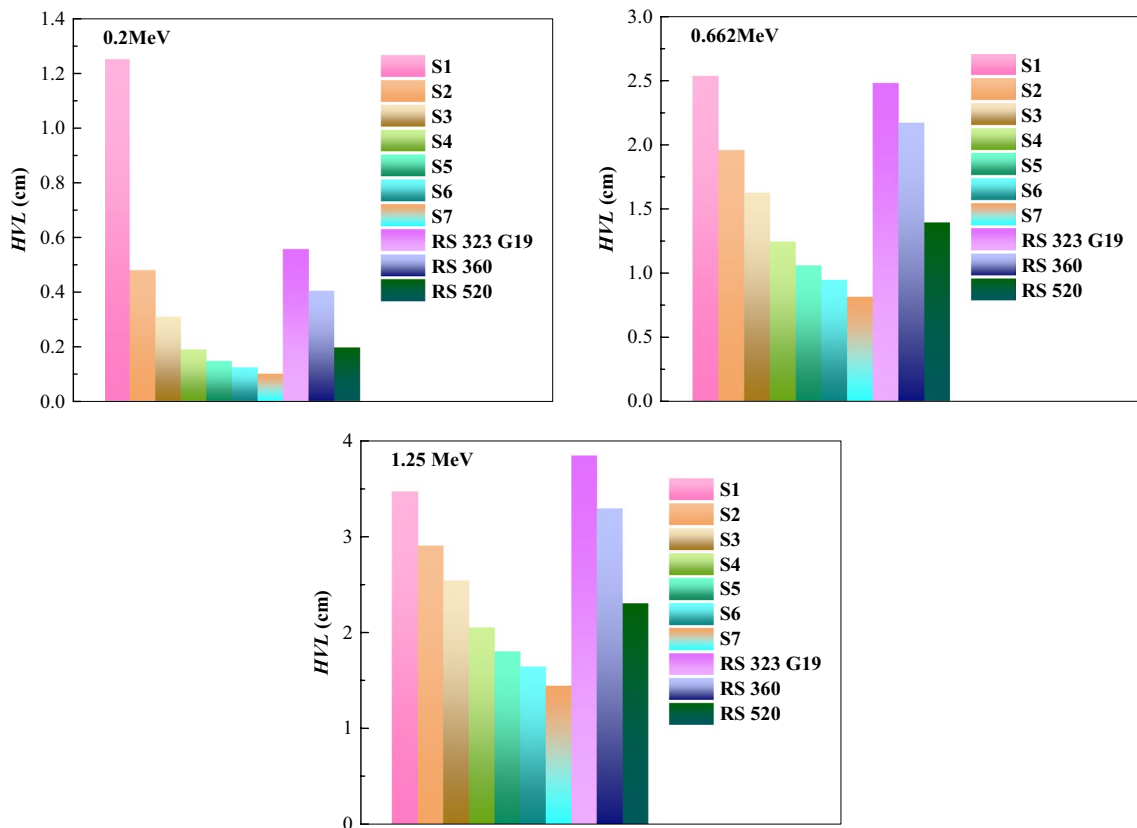 0.2MeV
HVL (cm)
1.4
1.2
1.0
0.8
0.6
0.4
0.2
0.0
S1
S2
S3
S4
S5
S6
S7
RS 323 G19
RS 360
RS 520
0.662MeV
HVL (cm)
3.0
2.5
2.0
1.5
1.0
0.5
0.0
S1
S2
S3
S4
S5
S6
S7
RS 323 G19
RS 360
RS 520
1.25 MeV
HVL (cm)
4
3
2
1
0
S1
S2
S3
S4
S5
S6
S7
RS 323 G19
RS 360
RS 520